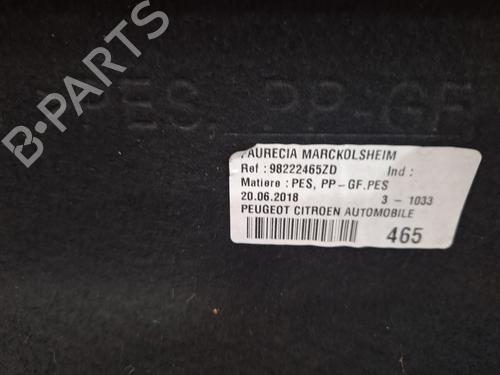 B-PARTS
PES, PP-GF
FAURECIA MARCKOLSHEIM
Ref : 98222465ZD Ind :
Matiere : PES, PP-GF.PES
20.06.2018 3 - 1033
PEUGEOT CITROEN AUTOMOBILE
465